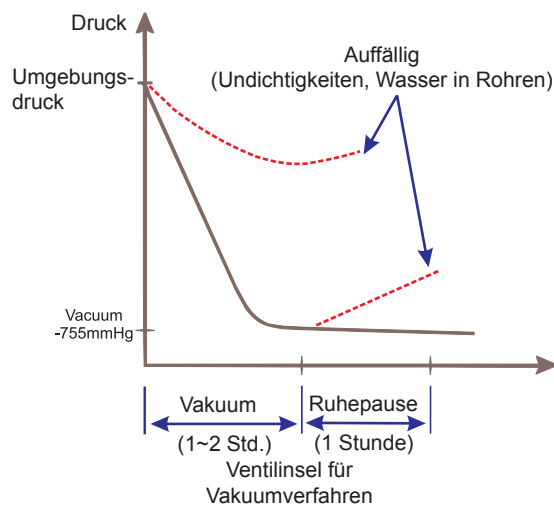 Druck
Auffällig
(Undichtigkeiten, Wasser in Rohren)
Umgebungs-
druck
Vacuum
-755mmHg
Vakuum
Ruhepause
(1~2 Std.)
(1 Stunde)
Ventilinsel für
Vakuumverfahren